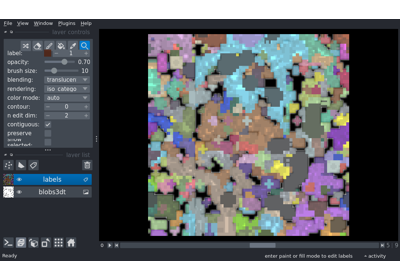 File View Window Plugins Help
layer controls
label: 1
opacity: 0.70
brush size: 10
blending: translucen
rendering: iso_catego
color mode: auto
contour: 0
n edit dim: 2
contiguous:
preserve
show
selected:
layer list
labels
blobs3dt
Ready
enter paint or fill mode to edit labels
activity